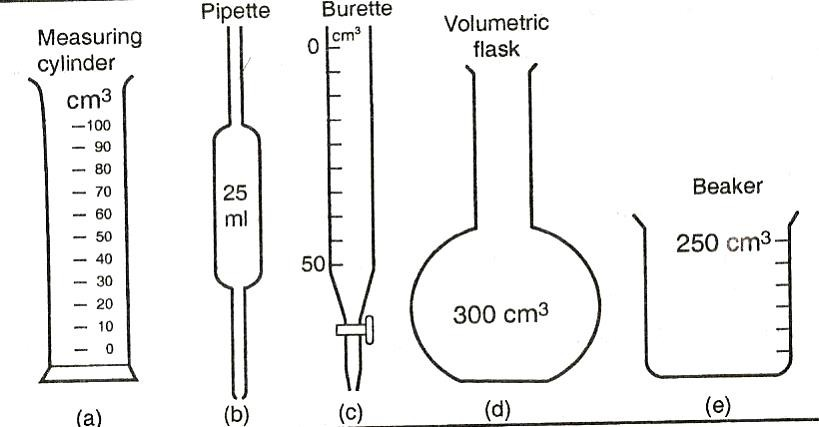 Measuring
cylinder
cm³
100
90
80
70
60
50
40
30
20
10
0
(a)
Pipette
25
ml
(b)
Burette
cm³
0
50
(c)
Volumetric
flask
300 cm³
(d)
Beaker
250 cm³
(e)